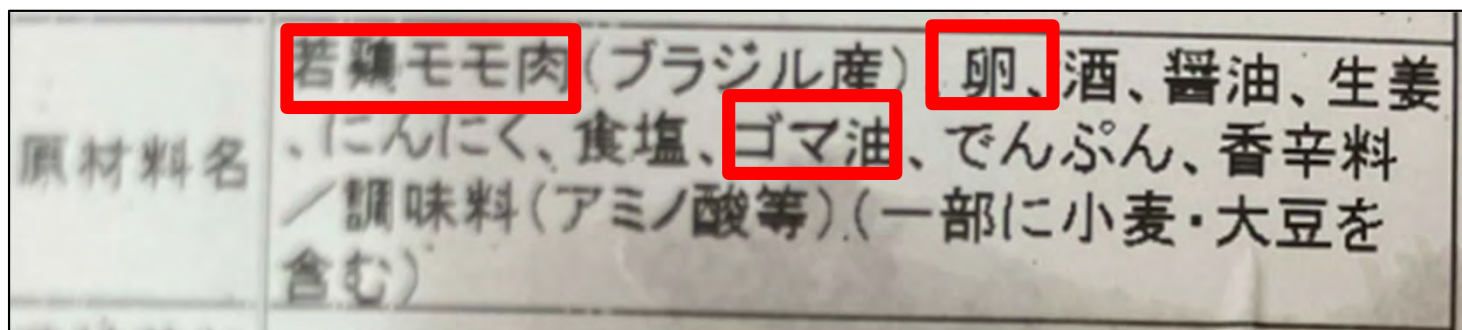 原材料名
若鶏モモ肉(ブラジル産)、卵、酒、醤油、生姜
、にんにく、食塩、ゴマ油、でんぷん、香辛料
／調味料(アミノ酸等)(一部に小麦・大豆を
含む)